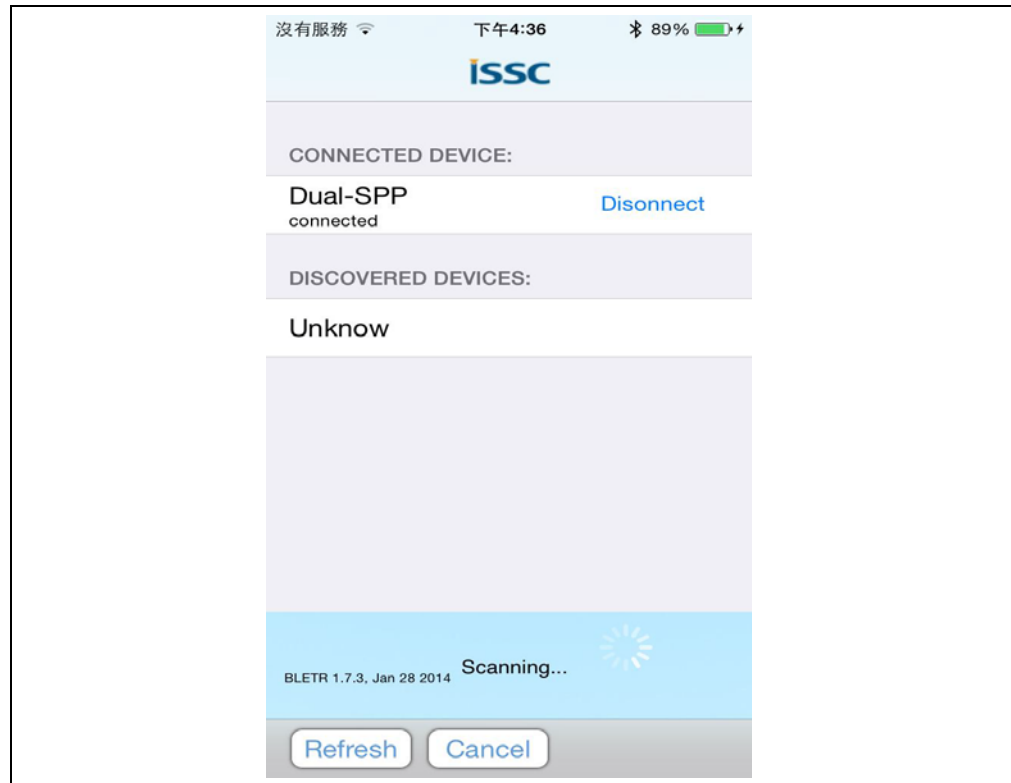 沒有服務 下午4:36 89%
issc
CONNECTED DEVICE:
Dual-SPP
connected
Disonnect
DISCOVERED DEVICES:
Unknow
Scanning...
BLETR 1.7.3, Jan 28 2014
Refresh Cancel